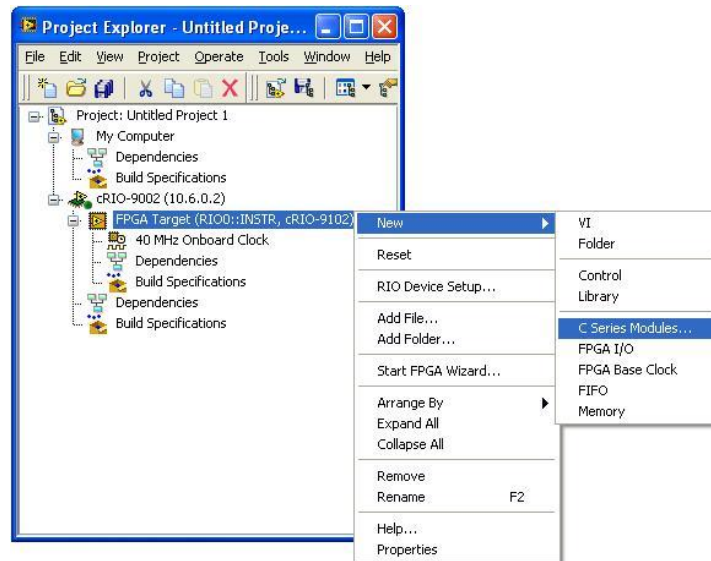 Project Explorer - Untitled Proje...
File Edit View Project Operate Tools Window Help
Project: Untitled Project 1
My Computer
Dependencies
Build Specifications
cRIO-9002 (10.6.0.2)
FPGA Target (RIO0::INSTR, cRIO-9102)
40 MHz Onboard Clock
Dependencies
Build Specifications
Dependencies
Build Specifications
New
Reset
RIO Device Setup...
Add File...
Add Folder...
Start FPGA Wizard...
Arrange By
Expand All
Collapse All
Remove
Rename F2
Help...
Properties
VI
Folder
Control
Library
C Series Modules...
FPGA I/O
FPGA Base Clock
FIFO
Memory